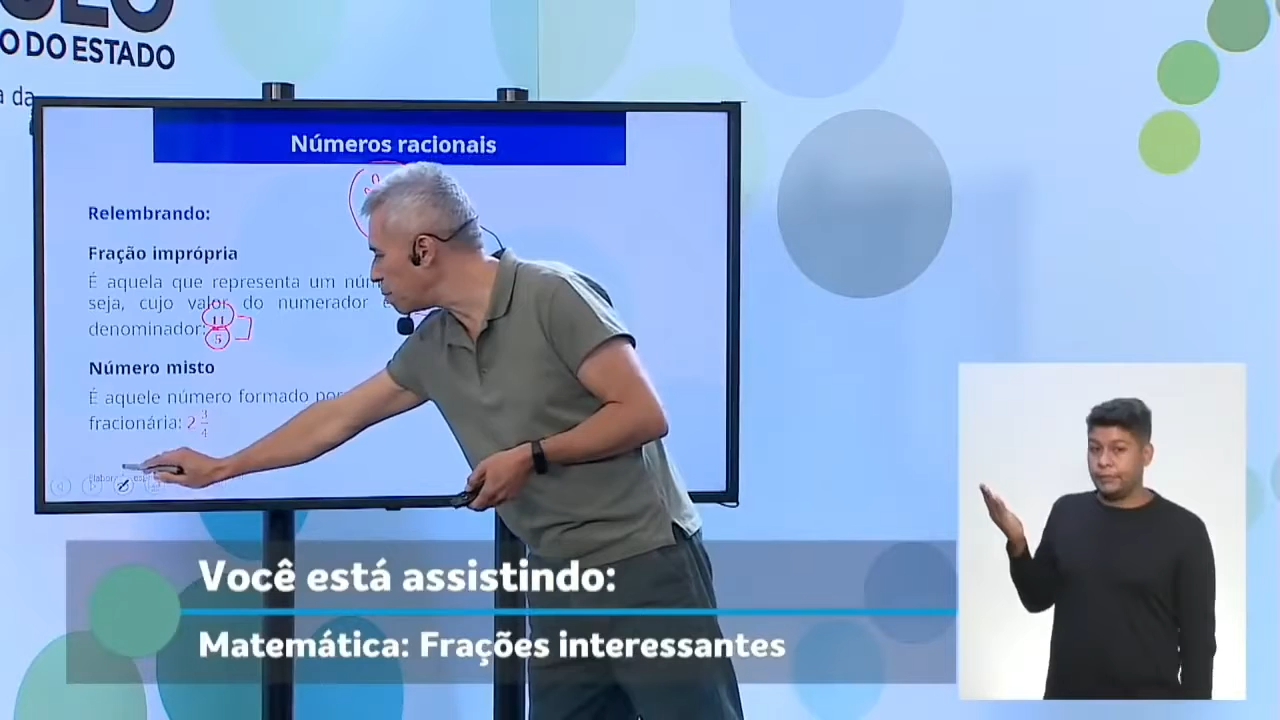 O DO ESTADO
a da
Números racionais
Relembrando:
Fração imprópria
É aquela que representa um
seja, cujo valor do numerador
denominador: 11/5
Número misto
É aquele número formado por
fracionária: 2 3/4
Você está assistindo:
Matemática: Frações interessantes